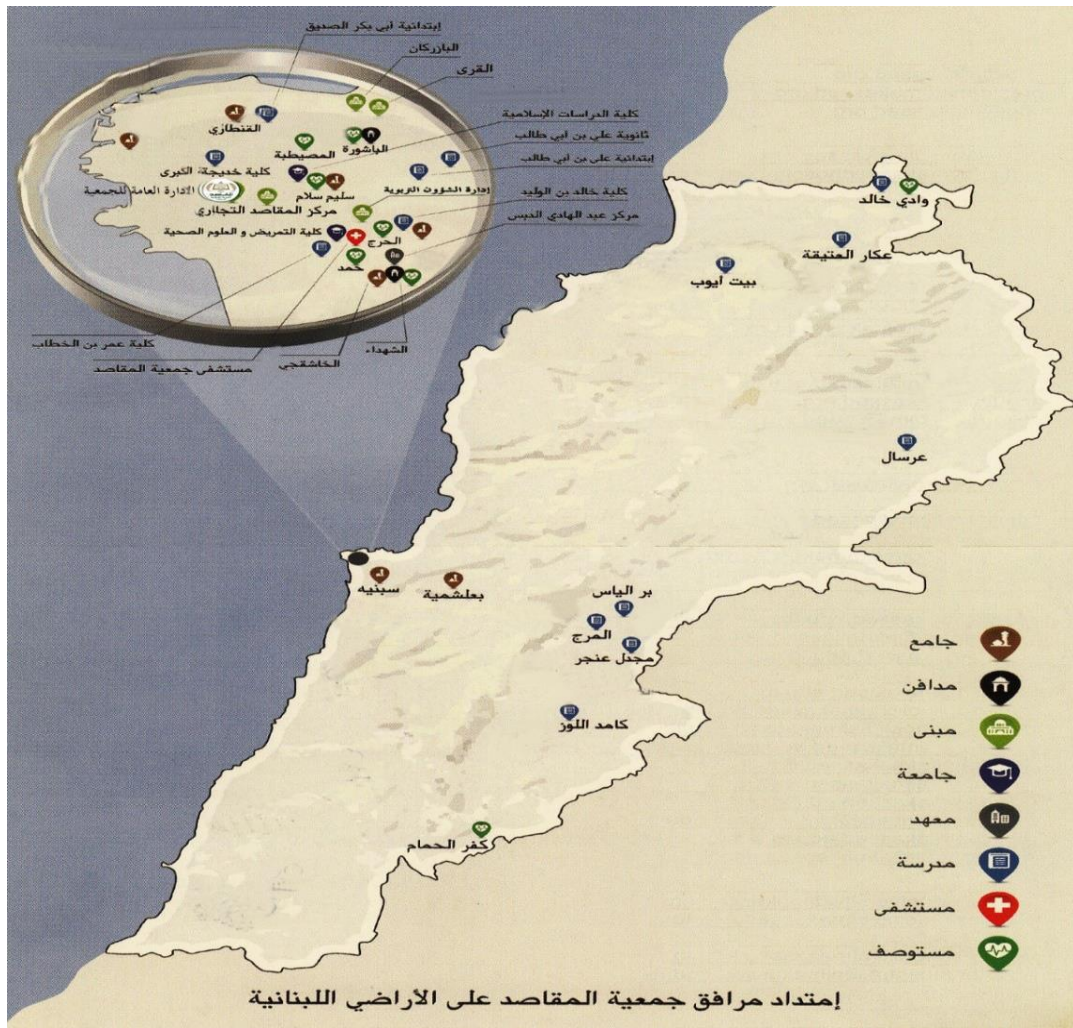 إبتدائية أبي بكر الصديق
البازركان
القرى
كلية الدراسات الإسلامية
ثانوية علي بن أبي طالب
إبتدائية علي بن أبي طالب
كلية خالد بن الوليد
مركز عبد الهادي الدبس
القنطاري
المصيطبة
الباشورة
كلية خديجة الكبرى
الادارة العامة للجمعية
سليم سلام
إدارة الشؤون التربوية
مركز المقاصد التجاري
كلية التمريض و العلوم الصحية
الحرج
حمد
كلية عمر بن الخطاب
مستشفى جمعية المقاصد
الخاشقجي
الشهداء
وادي خالد
عكار العتيقة
بيت ايوب
عرسال
سبنيه
بعلشمية
بر الياس
المرج
مجدل عنجر
كامد اللوز
كفر الحمام
جامع
مدافن
مبنى
جامعة
معهد
مدرسة
مستشفى
مستوصف
إمتداد مرافق جمعية المقاصد على الأراضي اللبنانية